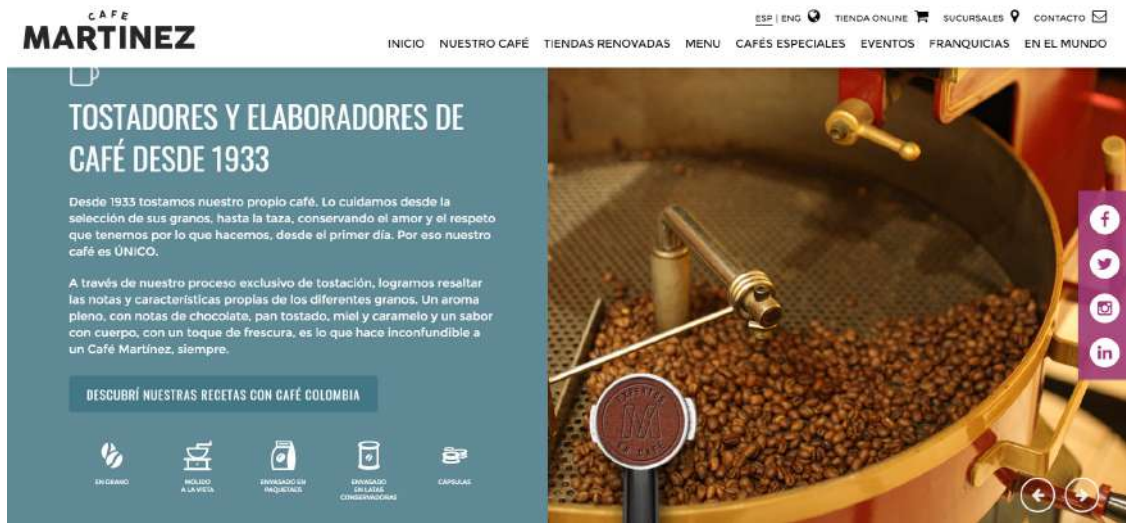 CAFE
MARTINEZ
ESP | ENG TIENDA ONLINE SUCURSALES CONTACTO
INICIO NUESTRO CAFÉ TIENDAS RENOVADAS MENU CAFÉS ESPECIALES EVENTOS FRANQUICIAS EN EL MUNDO
TOSTADORES Y ELABORADORES DE
CAFÉ DESDE 1933
Desde 1933 tostamos nuestro propio café. Lo cuidamos desde la
selección de sus granos, hasta la taza, conservando el amor y el respeto
que tenemos por lo que hacemos, desde el primer día. Por eso nuestro
café es ÚNICO.
A través de nuestro proceso exclusivo de tostación, logramos resaltar
las notas y características propias de los diferentes granos. Un aroma
pleno, con notas de chocolate, pan tostado, miel y caramelo y un sabor
con cuerpo, con un toque de frescura, es lo que hace inconfundible a
un Café Martínez, siempre.
DESCUBRÍ NUESTRAS RECETAS CON CAFÉ COLOMBIA
EN GRANO
MOLIDO
A LA VISTA
ENVASADO EN
PAQUETES
ENVASADO
EN LATAS
CONSERVADORAS
CÁPSULAS
EXPERTOS
M
EN CAFÉ
f
in